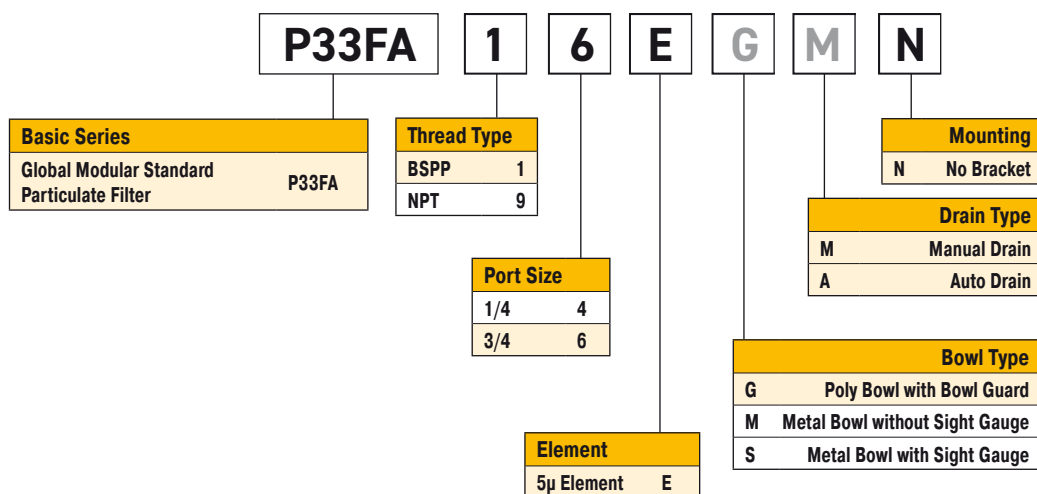 P33FA 1 6 E G M N
Basic Series
Global Modular Standard
Particulate Filter P33FA
Thread Type
BSPP 1
NPT 9
Mounting
N No Bracket
Drain Type
M Manual Drain
A Auto Drain
Port Size
1/4 4
3/4 6
Bowl Type
G Poly Bowl with Bowl Guard
M Metal Bowl without Sight Gauge
S Metal Bowl with Sight Gauge
Element
5µ Element E